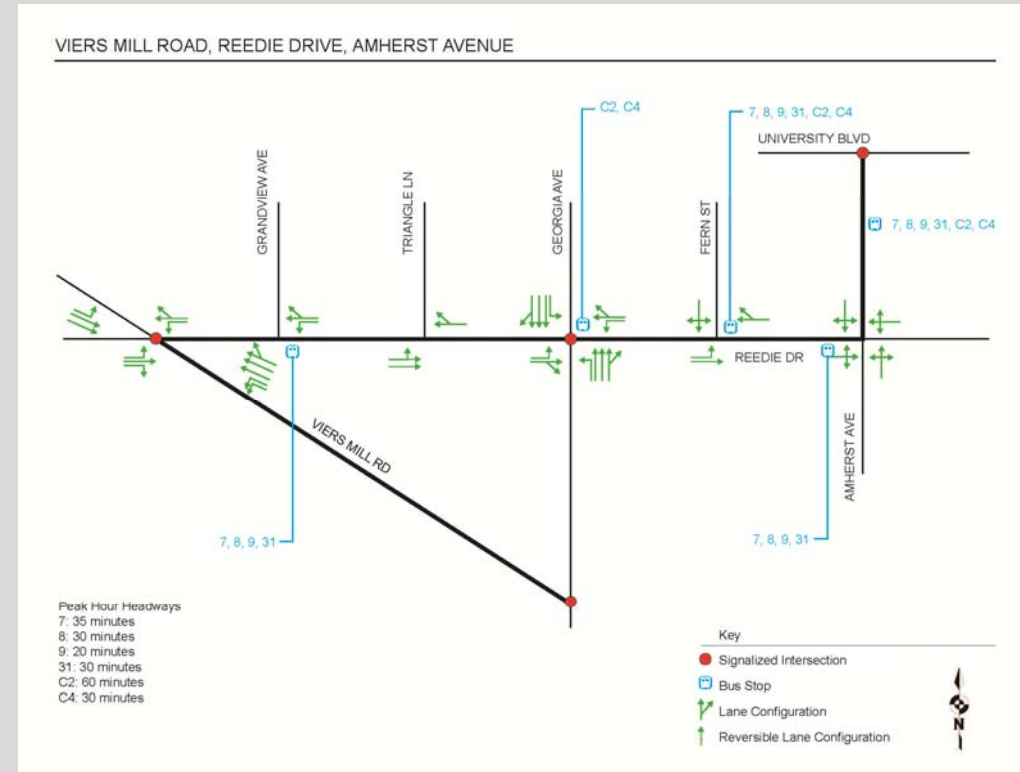 VIERS MILL ROAD, REEDIE DRIVE, AMHERST AVENUE
C2, C4
7, 8, 9, 31, C2, C4
UNIVERSITY BLVD
GRANDVIEW AVE
TRIANGLE LN
GEORGIA AVE
FERN ST
7, 8, 9, 31, C2, C4
REEDIE DR
VIERS MILL RD
AMHERST AVE
7, 8, 9, 31
7, 8, 9, 31
Peak Hour Headways
7: 35 minutes
8: 30 minutes
9: 20 minutes
31: 30 minutes
C2: 60 minutes
C4: 30 minutes
Key
Signalized Intersection
Bus Stop
Lane Configuration
Reversible Lane Configuration
N